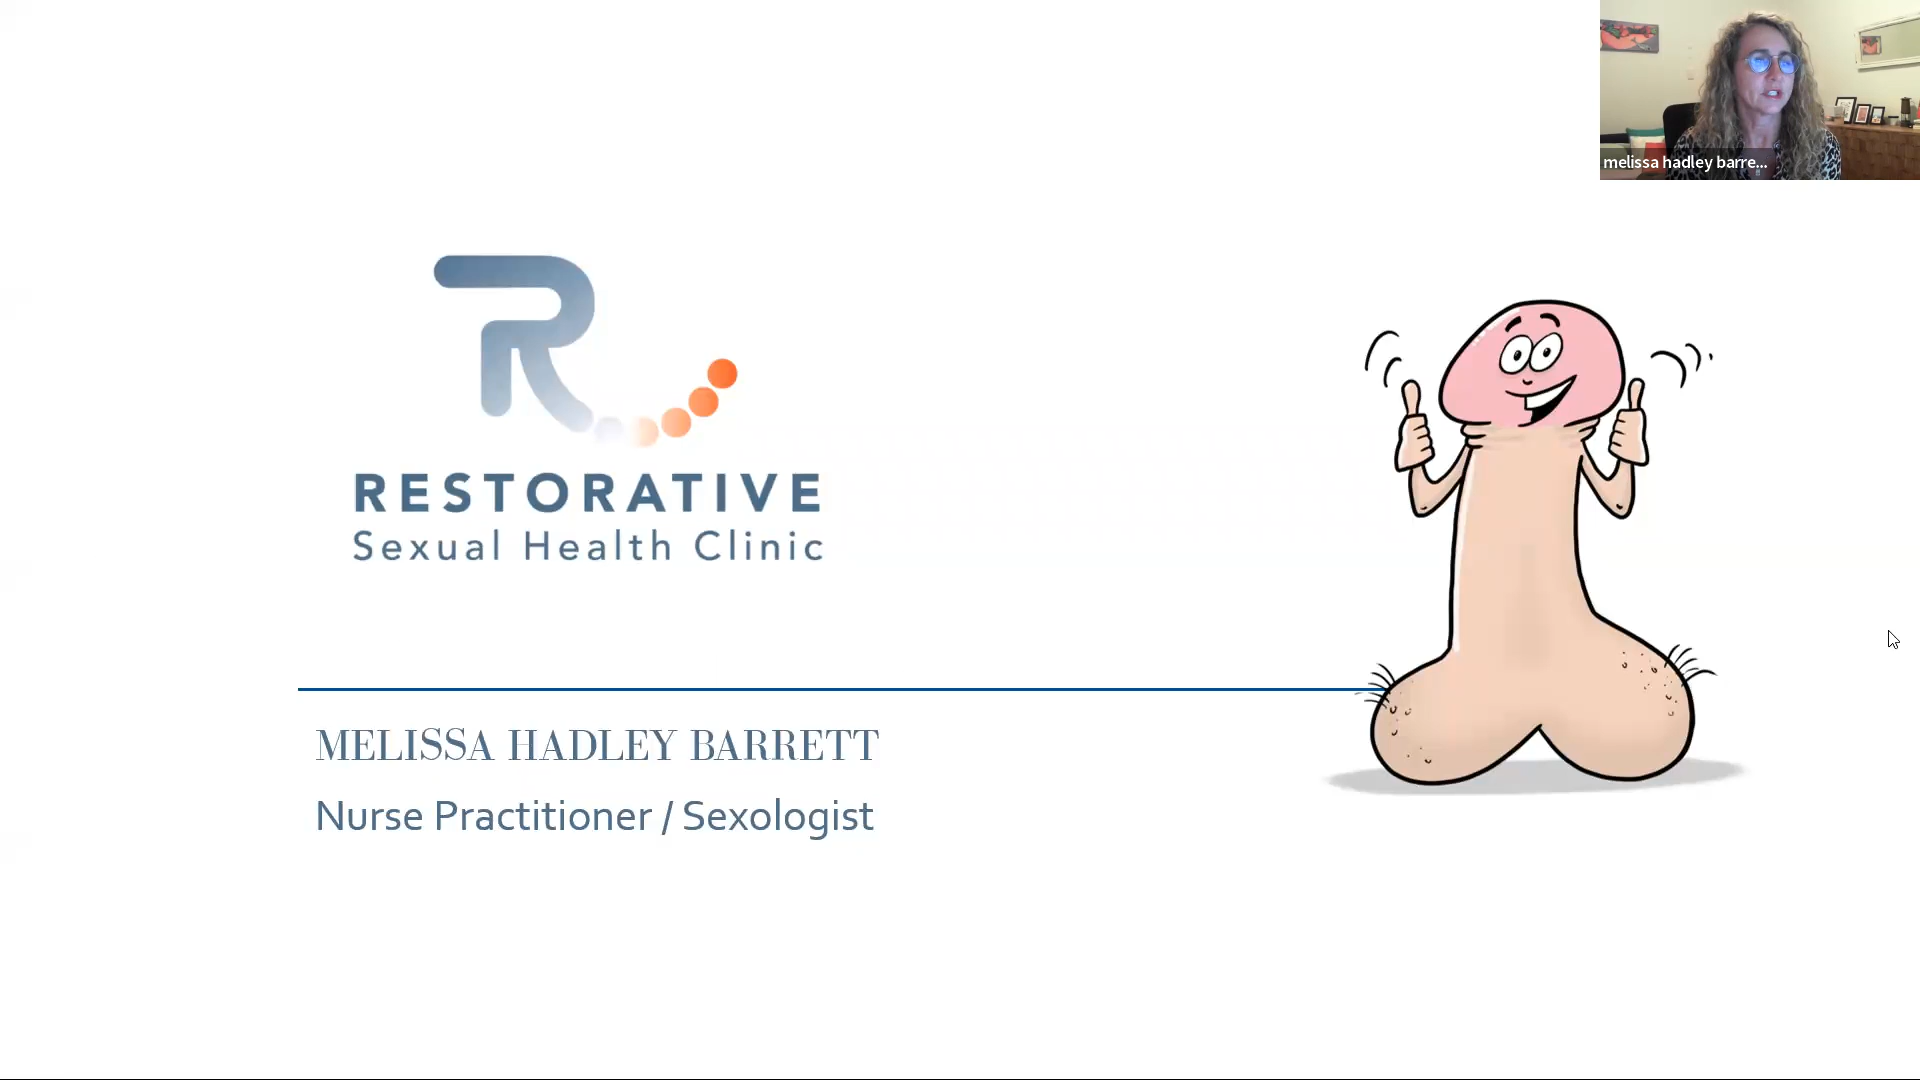 melissa hadley barre...
RESTORATIVE
Sexual Health Clinic
MELISSA HADLEY BARRETT
Nurse Practitioner / Sexologist